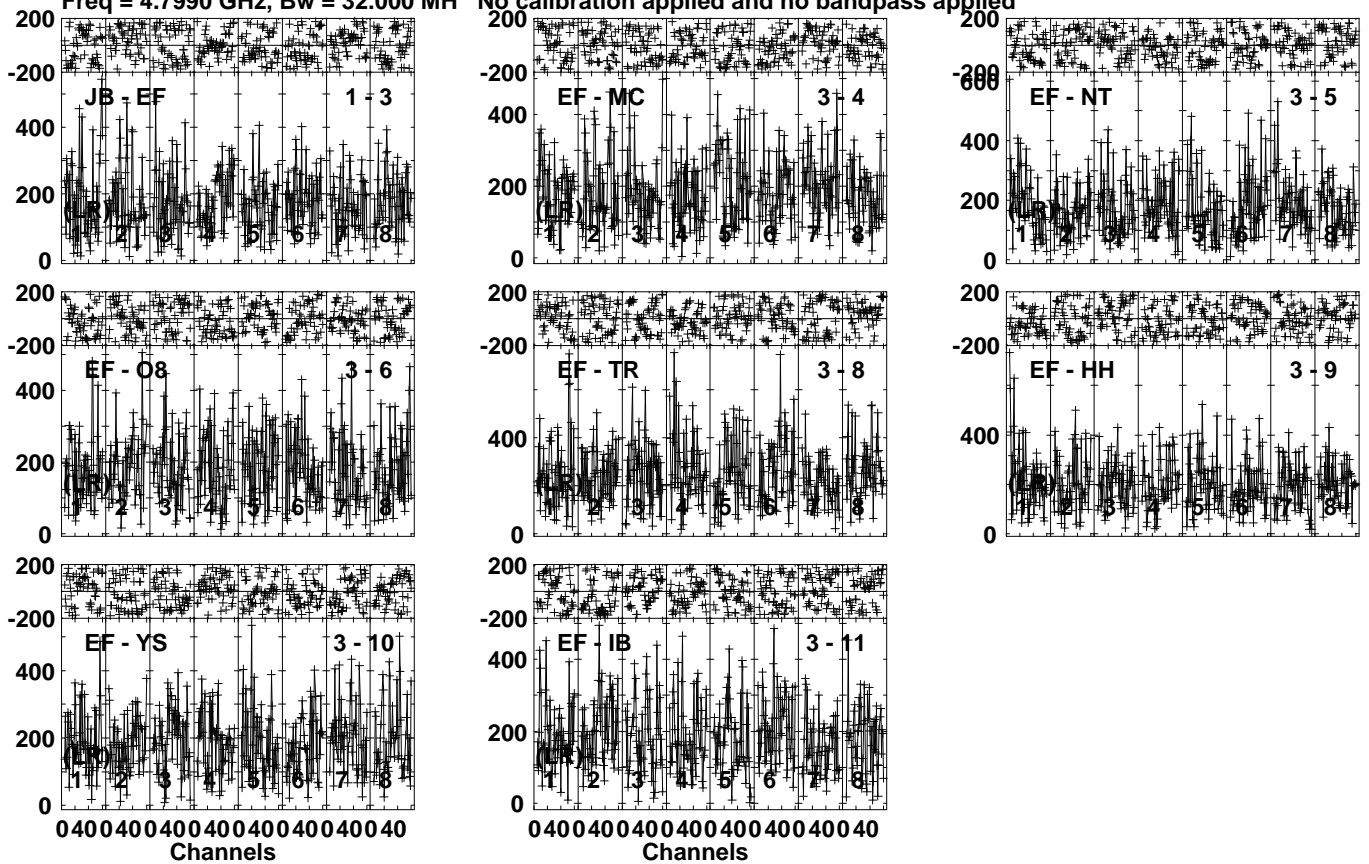 Freq = 4.7990 GHz, Bw = 32.000 MH No calibration applied and no bandpass applied
200
-200
JB - EF 1 - 3
400
200
0
(LR)
1 2 3 4 5 6 7 8
200
-200
EF - MC 3 - 4
400
200
0
(LR)
1 2 3 4 5 6 7 8
200
-200
600
EF - NT 3 - 5
400
200
0
(LR)
1 2 3 4 5 6 7 8
200
-200
EF - O8 3 - 6
400
200
0
(LR)
1 2 3 4 5 6 7 8
200
-200
EF - TR 3 - 8
400
0
(LR)
1 2 3 4 5 6 7 8
200
-200
EF - HH 3 - 9
400
0
(LR)
1 2 3 4 5 6 7 8
200
-200
EF - YS 3 - 10
400
200
0
(LR)
1 2 3 4 5 6 7 8
0 40 0 40 0 40 0 40 0 40 0 40 0 40 0 40
Channels
200
-200
EF - IB 3 - 11
400
200
0
(LR)
1 2 3 4 5 6 7 8
0 40 0 40 0 40 0 40 0 40 0 40 0 40 0 40
Channels